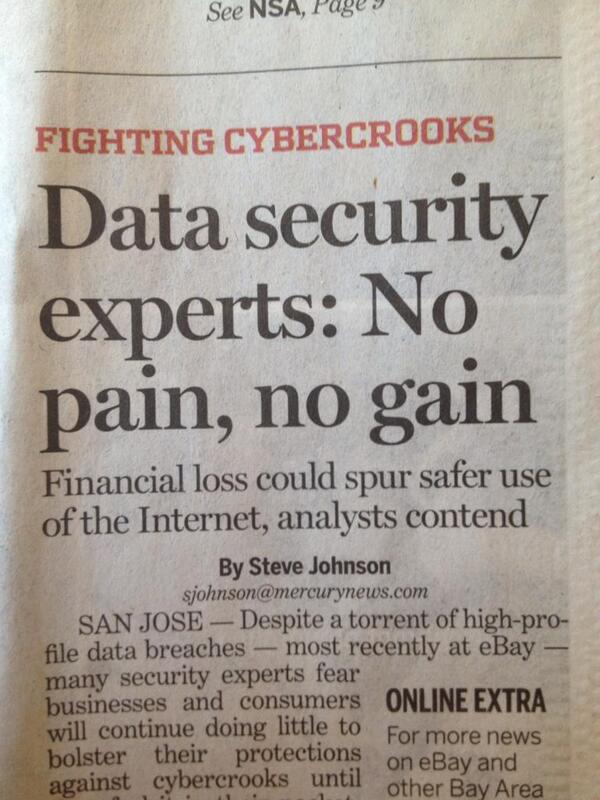 See NSA, Page 9
FIGHTING CYBERCROOKS
Data security
experts: No
pain, no gain
Financial loss could spur safer use
of the Internet, analysts contend
By Steve Johnson
sjohnson@mercurynews.com
SAN JOSE — Despite a torrent of high-pro-
file data breaches — most recently at eBay —
many security experts fear
businesses and consumers
will continue doing little to
bolster their protections
against cybercrooks until
ONLINE EXTRA
For more news
on eBay and
other Bay Area